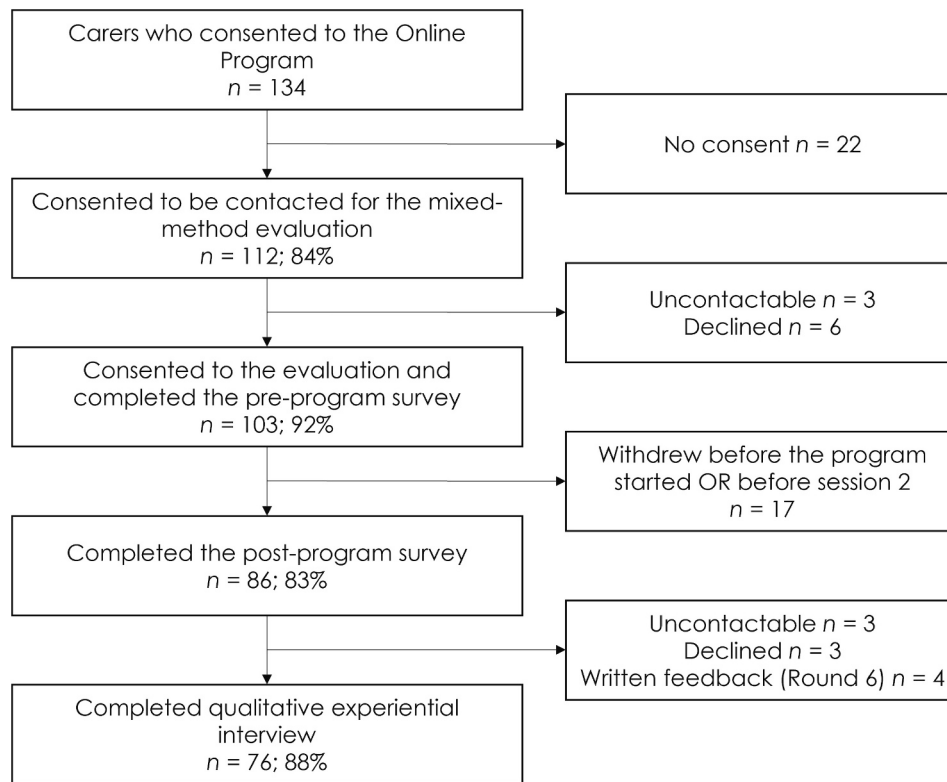 Carers who consented to the Online
Program
n = 134
No consent n = 22
Consented to be contacted for the mixed-
method evaluation
n = 112; 84%
Uncontactable n = 3
Declined n = 6
Consented to the evaluation and
completed the pre-program survey
n = 103; 92%
Withdrew before the program
started OR before session 2
n = 17
Completed the post-program survey
n = 86; 83%
Uncontactable n = 3
Declined n = 3
Written feedback (Round 6) n = 4
Completed qualitative experiential
interview
n = 76; 88%